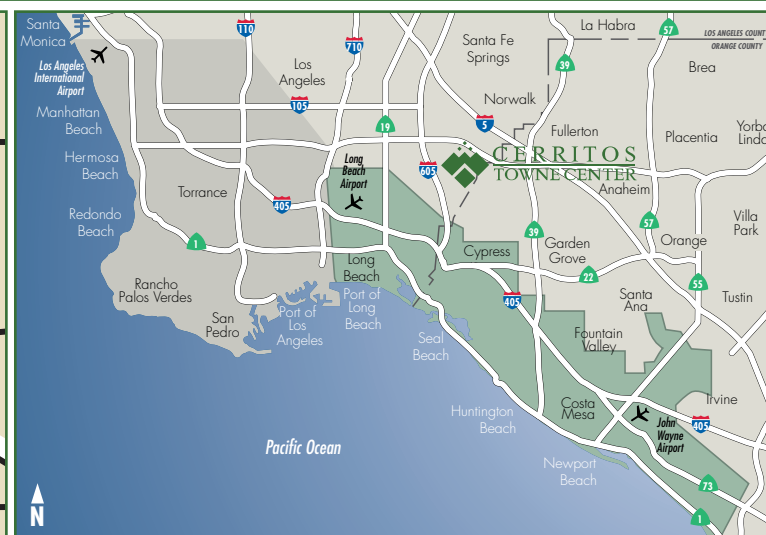 Santa
Monica
Los Angeles
International
Airport
Manhattan
Beach
Hermosa
Beach
Redondo
Beach
Torrance
Rancho
Palos Verdes
San
Pedro
Port of
Los
Angeles
Los
Angeles
110
710
105
19
405
1
Long
Beach
Airport
Long
Beach
Port of
Long
Beach
Santa Fe
Springs
Norwalk
5
605
La Habra
39
57
LOS ANGELES COUNT
ORANGE COUNTY
Brea
Fullerton
Placentia
Yorba
Linda
CERRITOS
TOWNE CENTER
Anaheim
Cypress
39
Garden
Grove
57
Orange
Villa
Park
22
405
55
Santa
Ana
Tustin
Seal
Beach
Fountain
Valley
Huntington
Beach
Costa
Mesa
Irvine
John
Wayne
Airport
405
Newport
Beach
73
1
Pacific Ocean
N